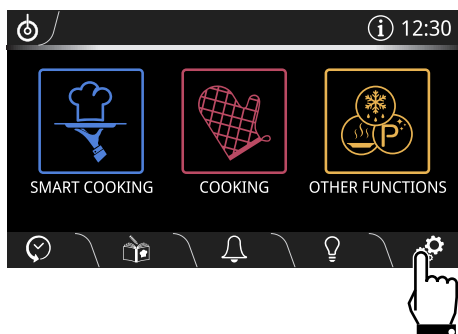 12:30
SMART COOKING
COOKING
OTHER FUNCTIONS
P